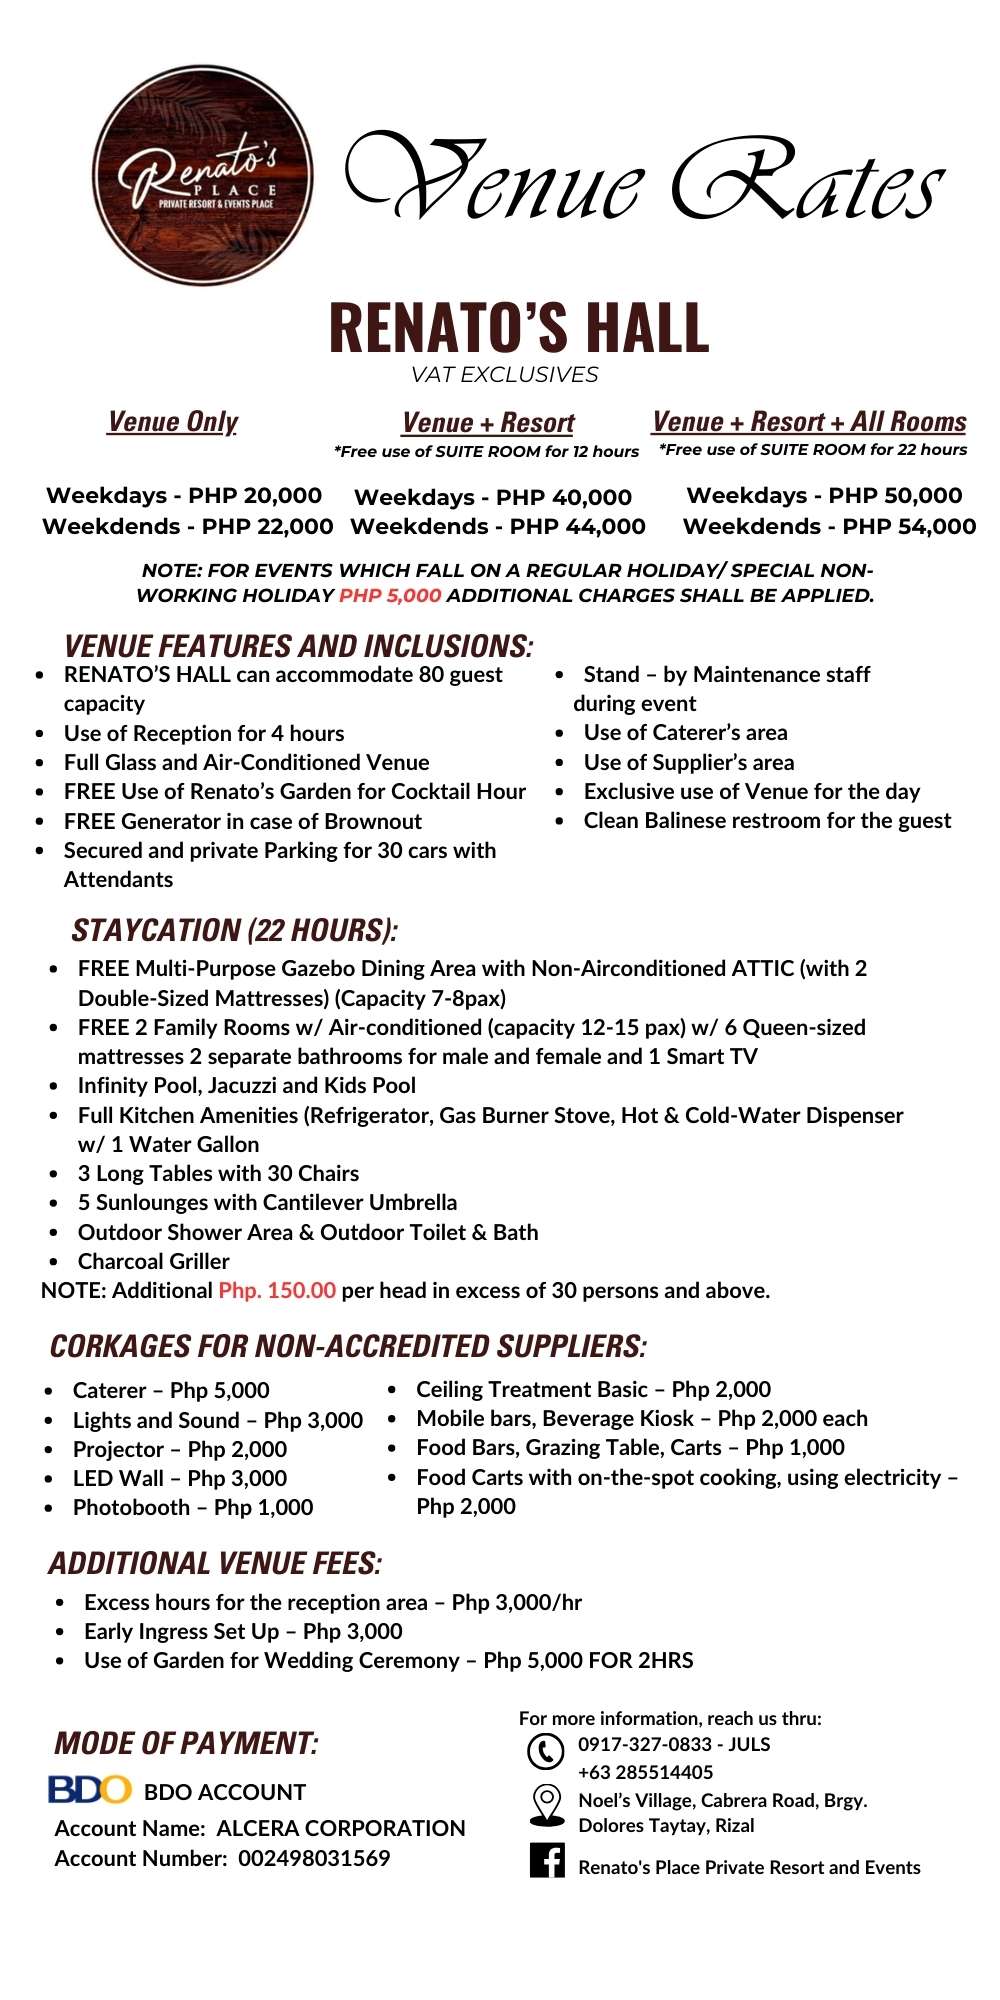 Renato's
PLACE
PRIVATE RESORT & EVENTS PLACE
Venue Rates
RENATO'S HALL
VAT EXCLUSIVES
Venue Only
Weekdays - PHP 20,000
Weekdends - PHP 22,000
Venue + Resort
*Free use of SUITE ROOM for 12 hours
Weekdays - PHP 40,000
Weekdends - PHP 44,000
Venue + Resort + All Rooms
*Free use of SUITE ROOM for 22 hours
Weekdays - PHP 50,000
Weekdends - PHP 54,000
NOTE: FOR EVENTS WHICH FALL ON A REGULAR HOLIDAY/ SPECIAL NON-
WORKING HOLIDAY PHP 5,000 ADDITIONAL CHARGES SHALL BE APPLIED.
VENUE FEATURES AND INCLUSIONS:
• RENATO'S HALL can accommodate 80 guest
capacity
• Use of Reception for 4 hours
• Full Glass and Air-Conditioned Venue
• FREE Use of Renato's Garden for Cocktail Hour
• FREE Generator in case of Brownout
• Secured and private Parking for 30 cars with
Attendants
• Stand – by Maintenance staff
during event
• Use of Caterer's area
• Use of Supplier's area
• Exclusive use of Venue for the day
• Clean Balinese restroom for the guest
STAYCATION (22 HOURS):
• FREE Multi-Purpose Gazebo Dining Area with Non-Airconditioned ATTIC (with 2
Double-Sized Mattresses) (Capacity 7-8pax)
• FREE 2 Family Rooms w/ Air-conditioned (capacity 12-15 pax) w/ 6 Queen-sized
mattresses 2 separate bathrooms for male and female and 1 Smart TV
• Infinity Pool, Jacuzzi and Kids Pool
• Full Kitchen Amenities (Refrigerator, Gas Burner Stove, Hot & Cold-Water Dispenser
w/ 1 Water Gallon
• 3 Long Tables with 30 Chairs
• 5 Sunlounges with Cantilever Umbrella
• Outdoor Shower Area & Outdoor Toilet & Bath
• Charcoal Griller
NOTE: Additional Php. 150.00 per head in excess of 30 persons and above.
CORKAGES FOR NON-ACCREDITED SUPPLIERS:
• Caterer – Php 5,000
• Lights and Sound – Php 3,000
• Projector – Php 2,000
• LED Wall – Php 3,000
• Photobooth – Php 1,000
• Ceiling Treatment Basic – Php 2,000
• Mobile bars, Beverage Kiosk – Php 2,000 each
• Food Bars, Grazing Table, Carts – Php 1,000
• Food Carts with on-the-spot cooking, using electricity –
Php 2,000
ADDITIONAL VENUE FEES:
• Excess hours for the reception area – Php 3,000/hr
• Early Ingress Set Up – Php 3,000
• Use of Garden for Wedding Ceremony – Php 5,000 FOR 2HRS
MODE OF PAYMENT:
BDO BDO ACCOUNT
Account Name: ALCERA CORPORATION
Account Number: 002498031569
For more information, reach us thru:
0917-327-0833 - JULS
+63 285514405
Noel's Village, Cabrera Road, Brgy.
Dolores Taytay, Rizal
Renato's Place Private Resort and Events